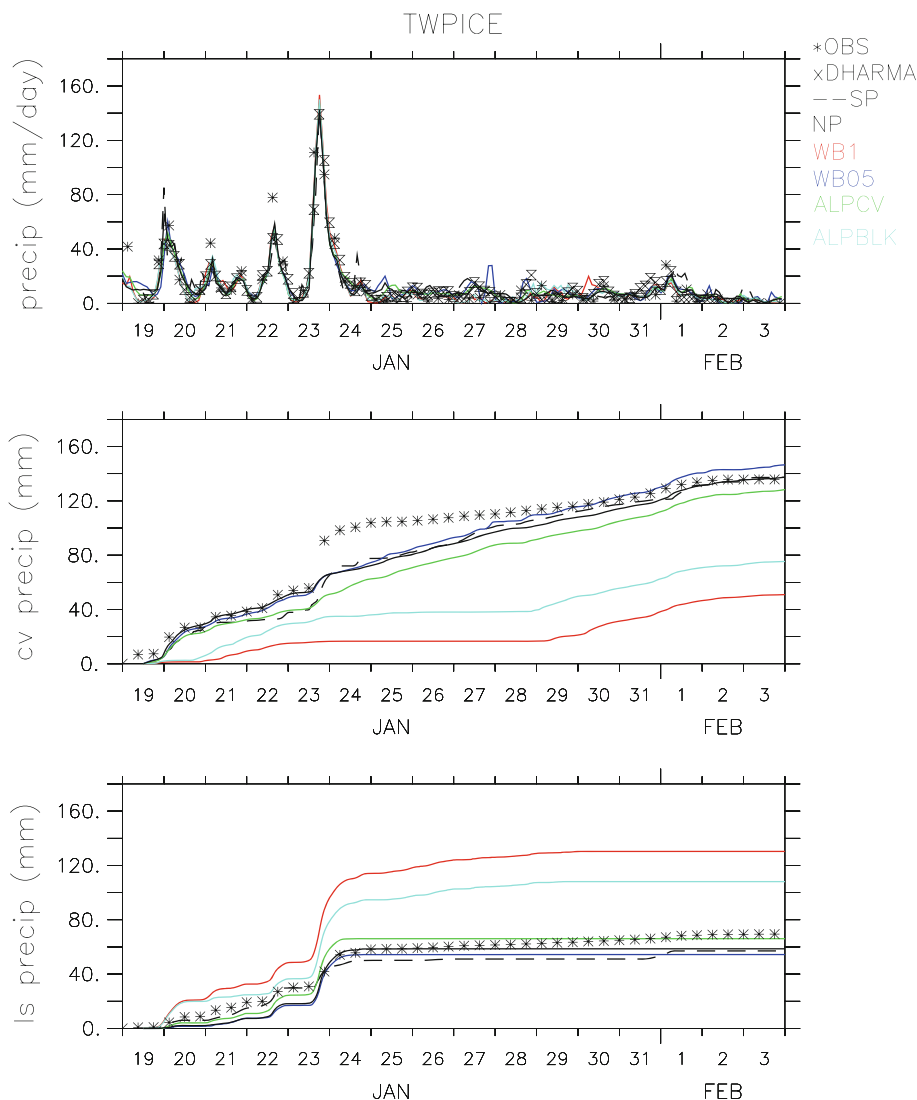 TWPICE
precip (mm/day)
160.
120.
80.
40.
0.
19 20 21 22 23 24 25 26 27 28 29 30 31 1 2 3
JAN FEB
*OBS
xDHARMA
--SP
NP
WB1
WB05
ALPCV
ALPBLK
cv precip (mm)
160.
120.
80.
40.
0.
19 20 21 22 23 24 25 26 27 28 29 30 31 1 2 3
JAN FEB
ls precip (mm)
160.
120.
80.
40.
0.
19 20 21 22 23 24 25 26 27 28 29 30 31 1 2 3
JAN FEB